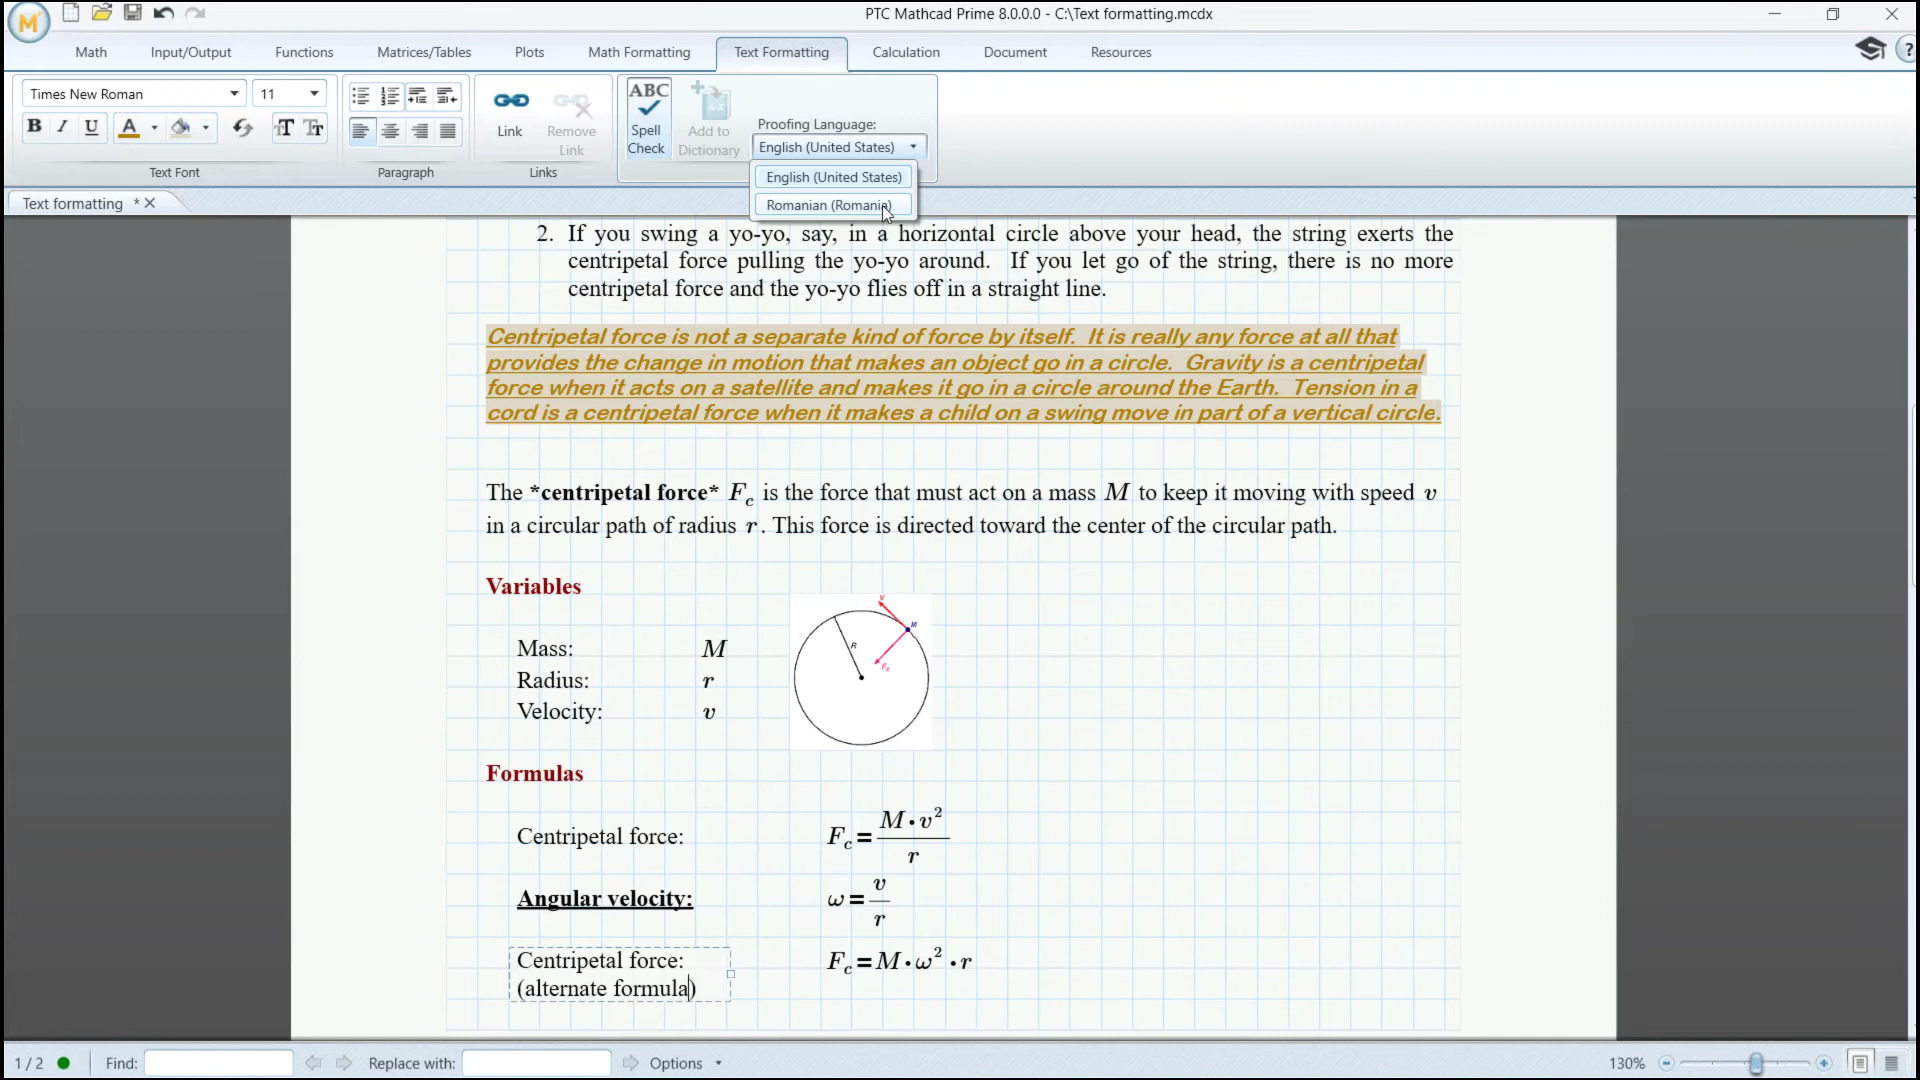 PTC Mathcad Prime 8.0.0.0 - C:\Text formatting.mcdx
Math Input/Output Functions Matrices/Tables Plots Math Formatting Text Formatting Calculation Document Resources
Times New Roman 11
B I U A
Text Font
Paragraph
Link
Remove Link
Links
ABC
Spell Check
Add to Dictionary
Proofing Language:
English (United States)
English (United States)
Romanian (Romania)
Text formatting *
2. If you swing a yo-yo, say, in a horizontal circle above your head, the string exerts the
centripetal force pulling the yo-yo around. If you let go of the string, there is no more
centripetal force and the yo-yo flies off in a straight line.
Centripetal force is not a separate kind of force by itself. It is really any force at all that
provides the change in motion that makes an object go in a circle. Gravity is a centripetal
force when it acts on a satellite and makes it go in a circle around the Earth. Tension in a
cord is a centripetal force when it makes a child on a swing move in part of a vertical circle.
The *centripetal force* F_c is the force that must act on a mass M to keep it moving with speed v
in a circular path of radius r. This force is directed toward the center of the circular path.
Variables
Mass: M
Radius: r
Velocity: v
V
M
R
F_c
Formulas
Centripetal force: F_c = M·v²/r
Angular velocity: ω = v/r
Centripetal force: F_c = M·ω²·r
(alternate formula)
1 / 2 Find: Replace with: Options 130%